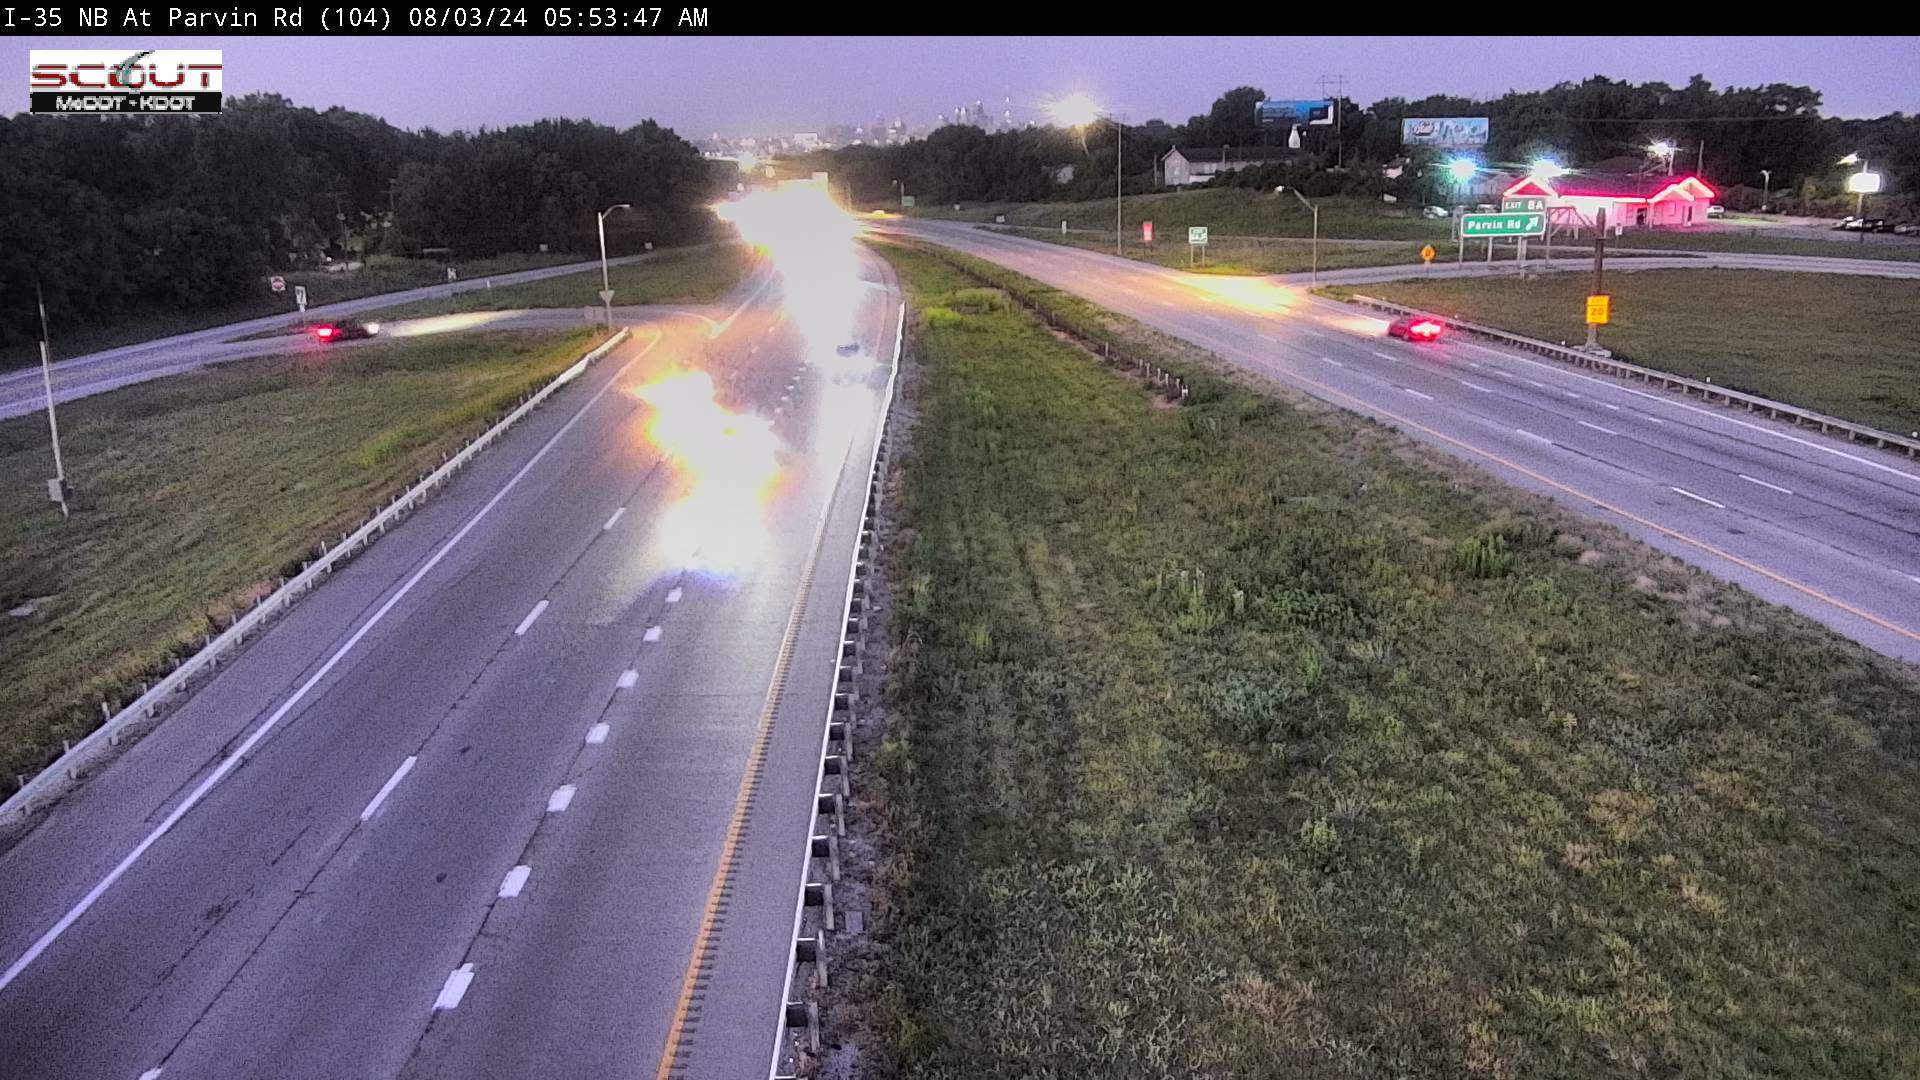 I-35 NB At Parvin Rd (104) 08/03/24 05:53:47 AM
SCOUT
MoDOT - KDOT
EXIT 8A
Parvin Rd
20